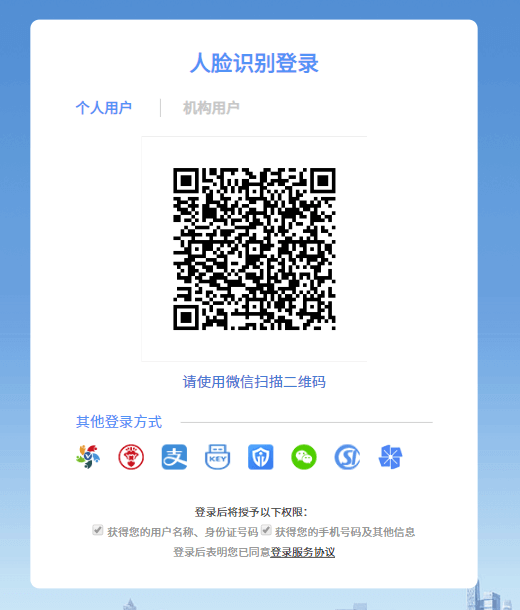 人脸识别登录
个人用户 机构用户
请使用微信扫描二维码
其他登录方式
KEY
登录后将授予以下权限：
获得您的用户名称、身份证号码 获得您的手机号码及其他信息
登录后表明您已同意登录服务协议